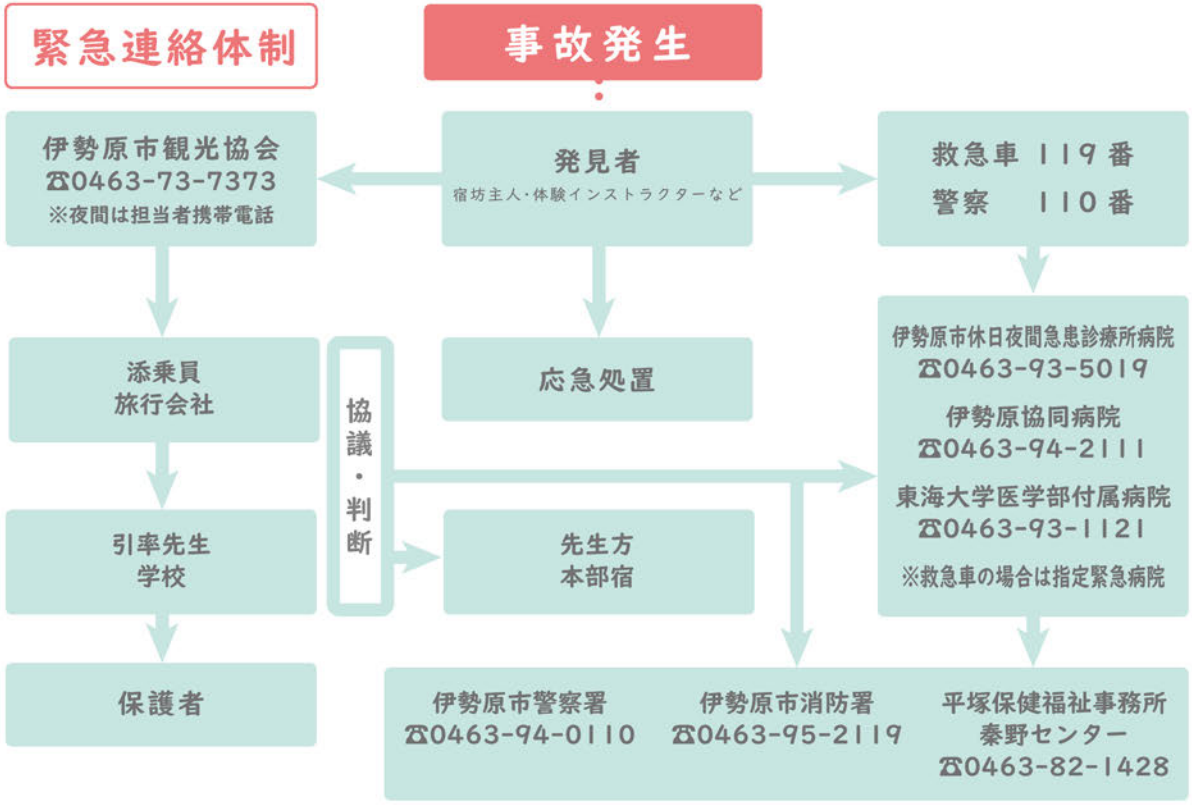 緊急連絡体制
事故発生
伊勢原市観光協会
☎0463-73-7373
※夜間は担当者携帯電話
発見者
宿坊主人・体験インストラクターなど
救急車 119番
警察 110番
添乗員
旅行会社
協議・判断
応急処置
伊勢原市休日夜間急患診療所病院
☎0463-93-5019
伊勢原協同病院
☎0463-94-2111
東海大学医学部付属病院
☎0463-93-1121
※救急車の場合は指定緊急病院
引率先生
学校
先生方
本部宿
保護者
伊勢原市警察署
☎0463-94-0110
伊勢原市消防署
☎0463-95-2119
平塚保健福祉事務所
秦野センター
☎0463-82-1428